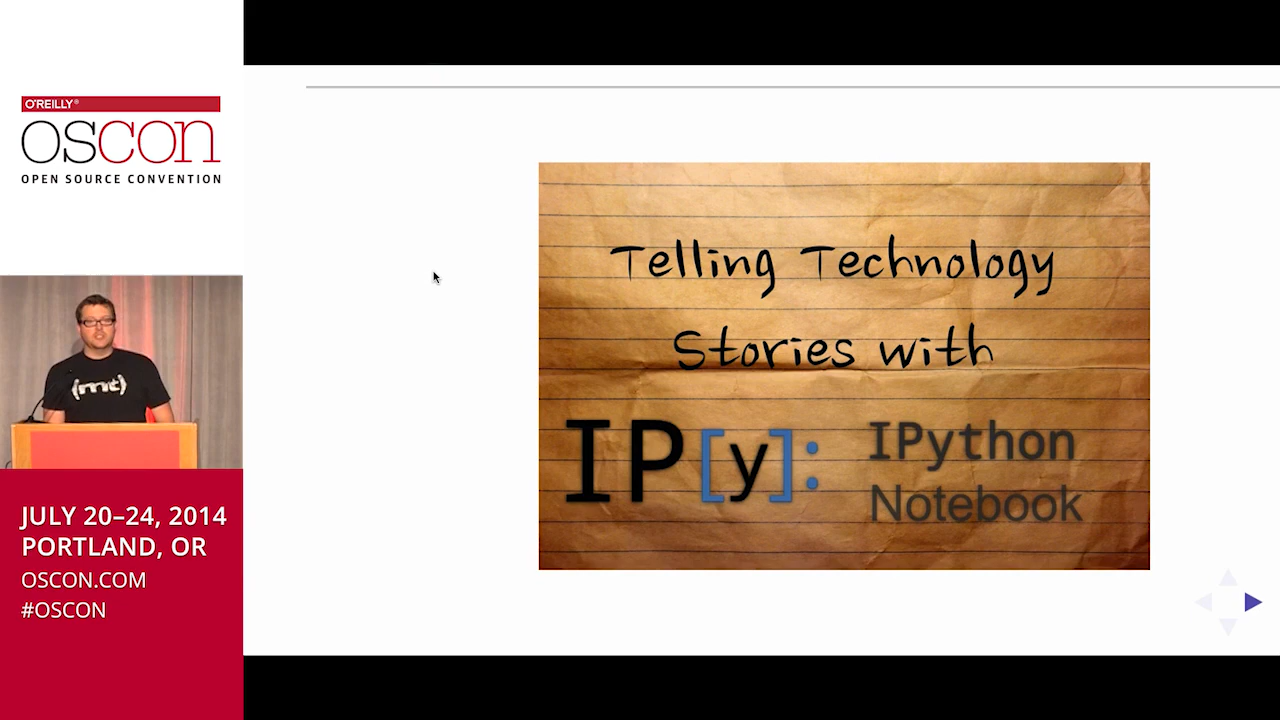 O'REILLY®
OSCON
OPEN SOURCE CONVENTION
(mt)
JULY 20–24, 2014
PORTLAND, OR
OSCON.COM
#OSCON
Telling Technology
Stories with
IP[y]:
IPython
Notebook